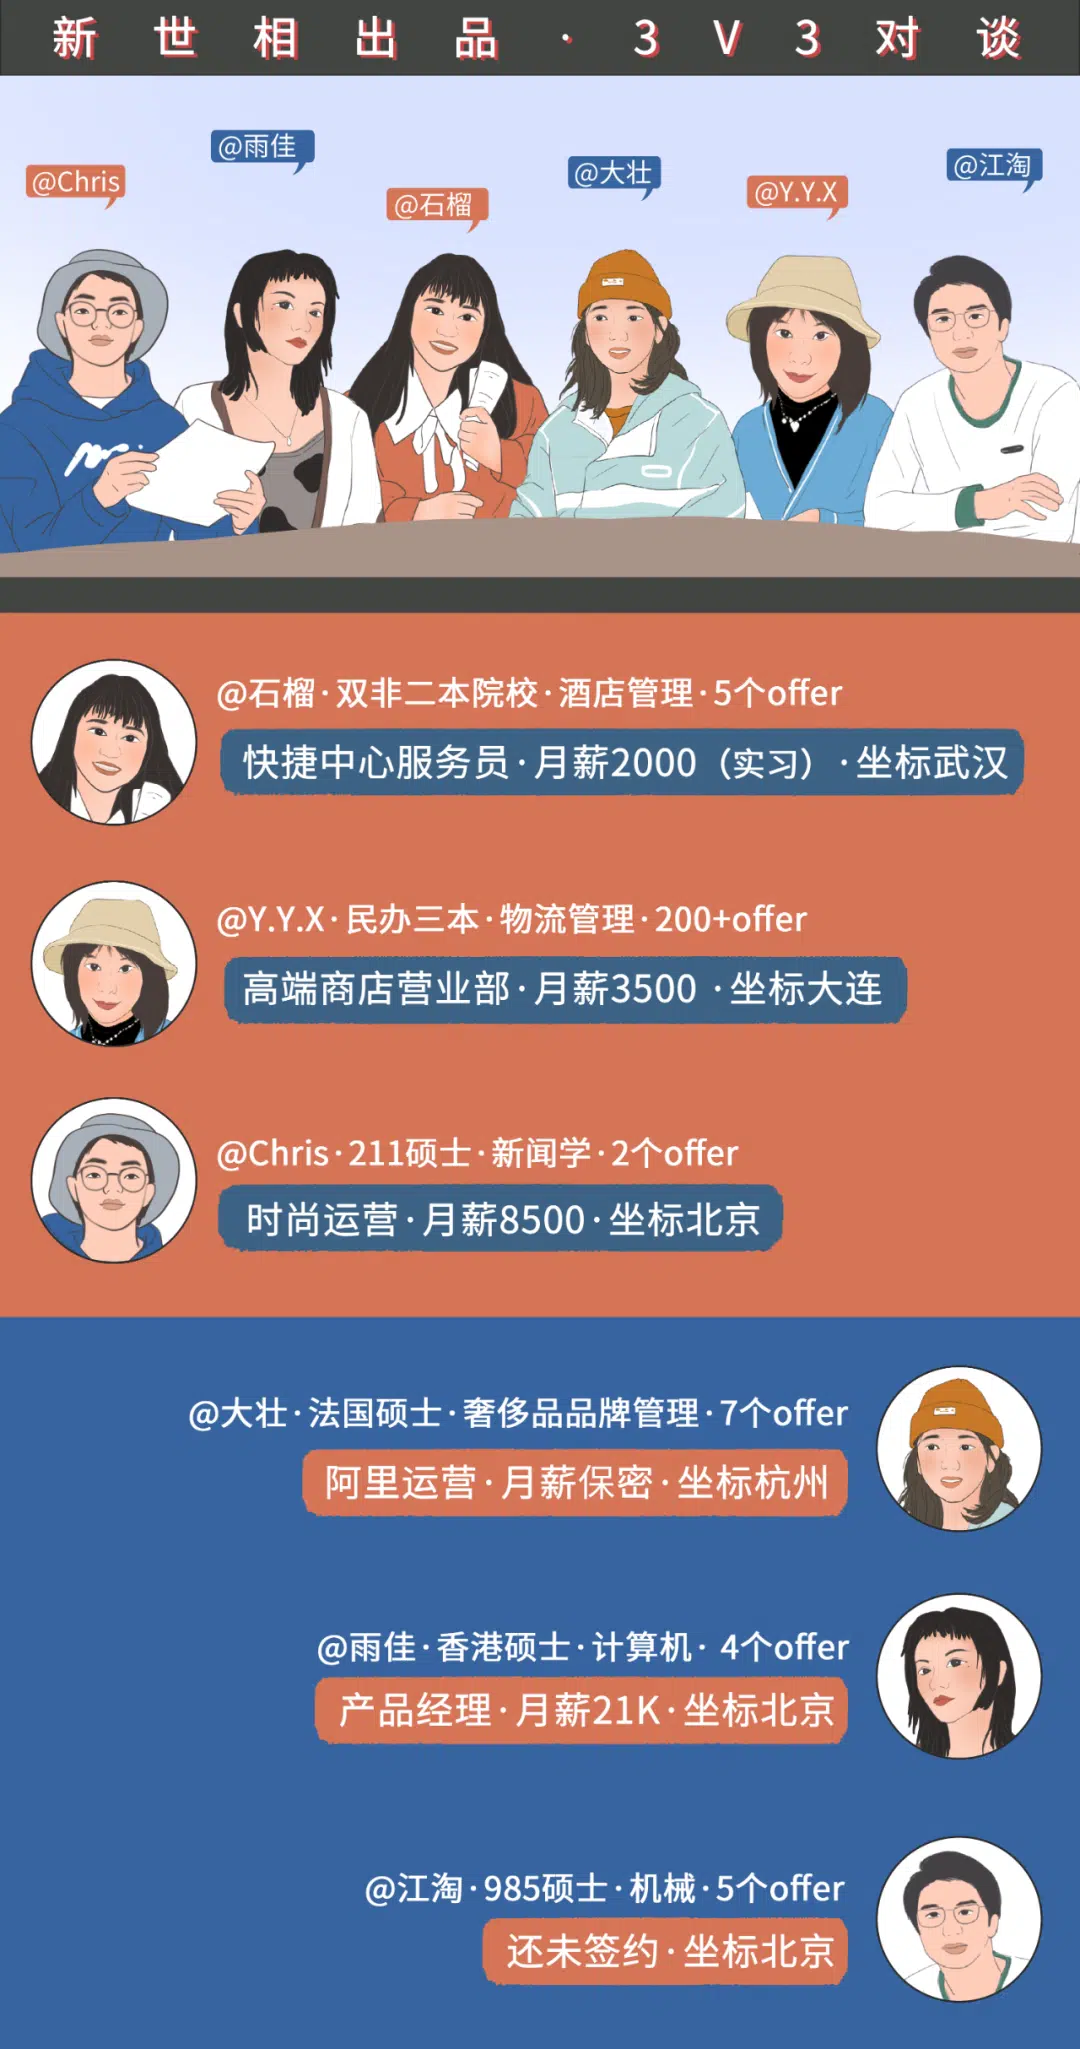 新世相出品·3V3对谈
@雨佳
@江淘
@大壮
@Chris
@Y.Y.X
@石榴
@石榴·双非二本院校·酒店管理·5个offer
快捷中心服务员·月薪2000（实习）·坐标武汉
@Y.Y.X·民办三本·物流管理·200+offer
高端商店营业部·月薪3500 ·坐标大连
@Chris·211硕士·新闻学·2个offer
时尚运营·月薪8500·坐标北京
@大壮·法国硕士·奢侈品品牌管理·7个offer
阿里运营·月薪保密·坐标杭州
@雨佳·香港硕士·计算机· 4个offer
产品经理·月薪21K·坐标北京
@江淘·985硕士·机械·5个offer
还未签约·坐标北京